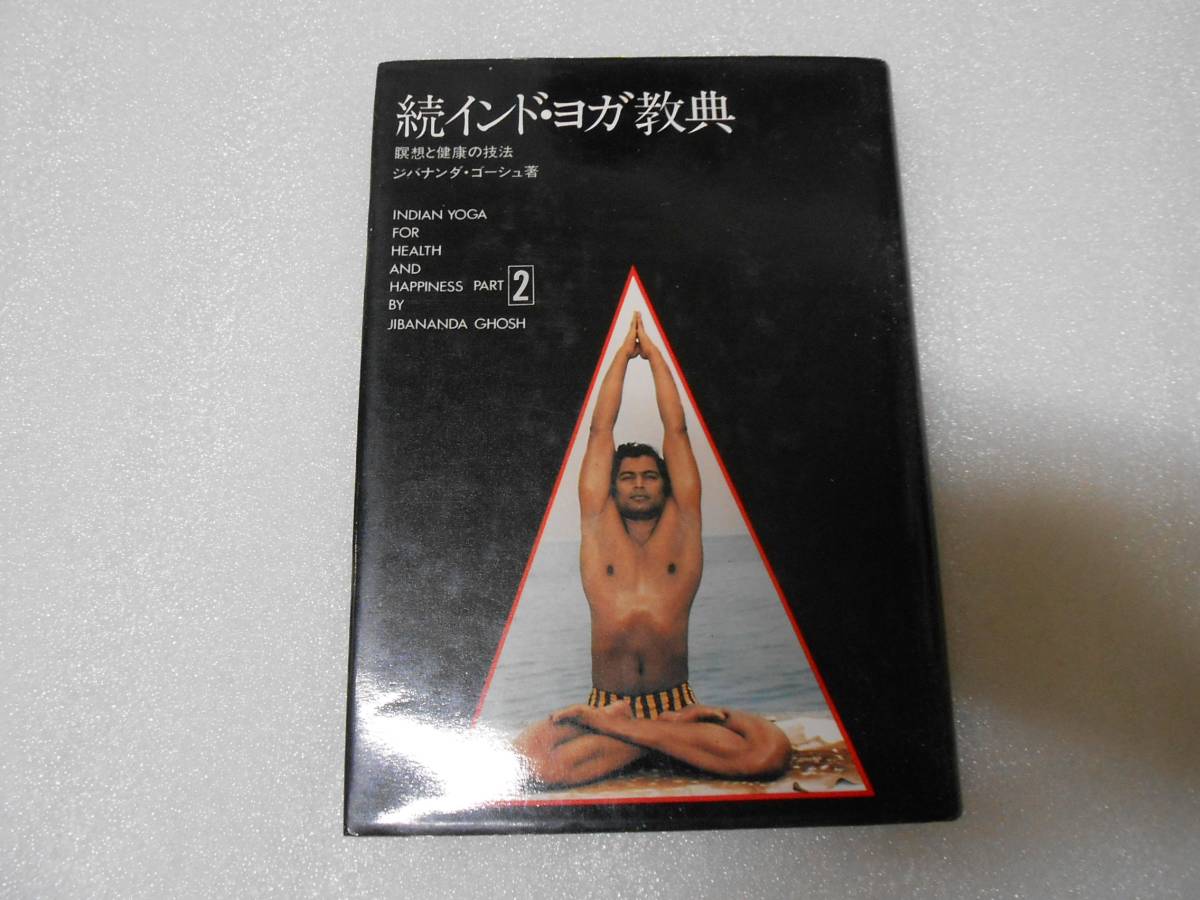 続インド・ヨガ教典
瞑想と健康の技法
ジバナンダ・ゴーシュ著
INDIAN YOGA
FOR
HEALTH
AND
HAPPINESS PART 2
BY
JIBANANDA GHOSH